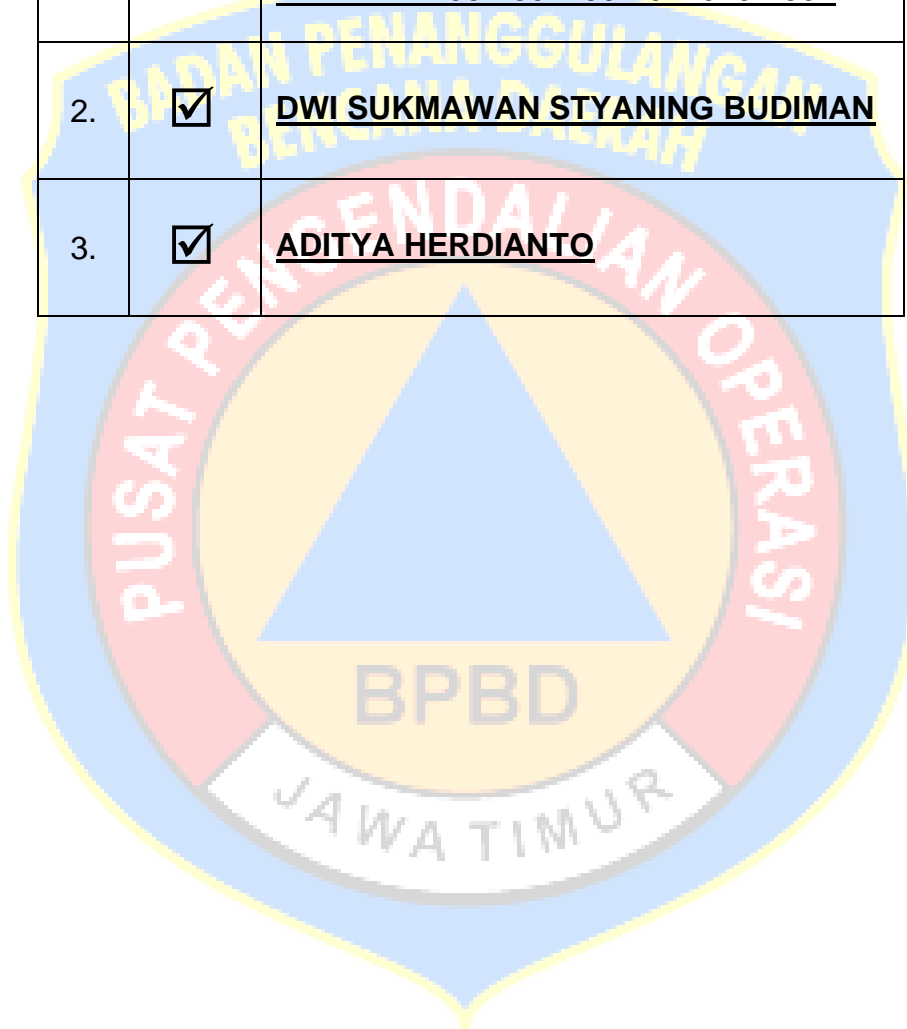 2. ☑ DWI SUKMAWAN STYANING BUDIMAN
3. ☑ ADITYA HERDIANTO
BADAN PENANGGULANGAN
BENCANA DAERAH
PUSAT PENGENDALIAN OPERASI
BPBD
JAWA TIMUR